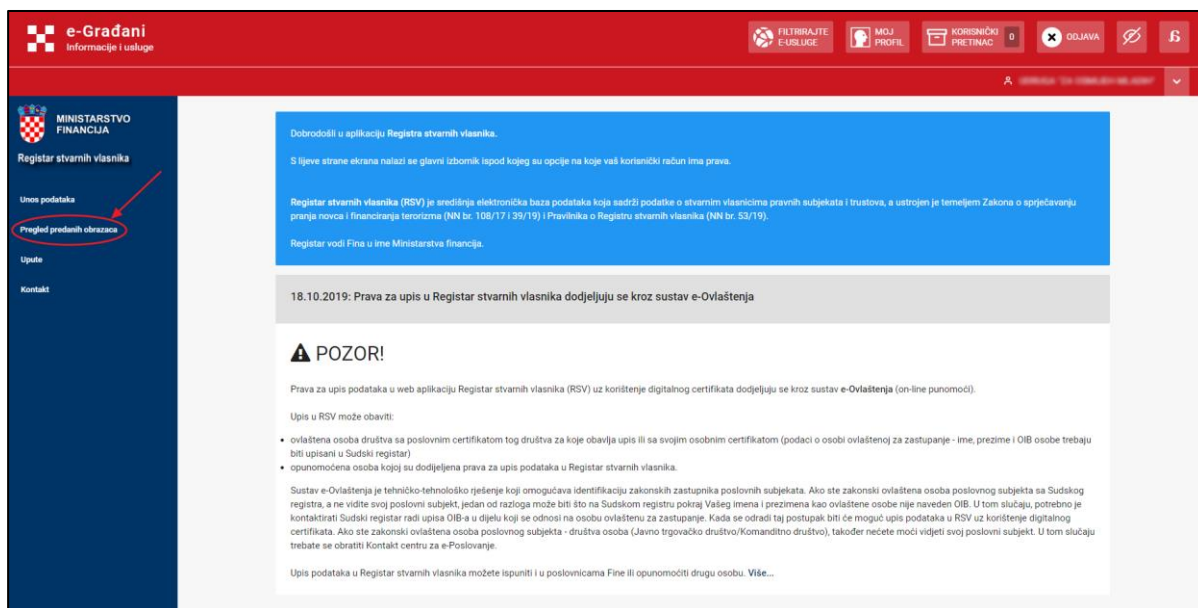 e-Građani
Informacije i usluge
FILTRIRAJTE
E-USLUGE
MOJ
PROFIL
KORISNIČKI
PRETINAC
0
ODJAVA
MINISTARSTVO
FINANCIJA
Registar stvarnih vlasnika
Unos podataka
Pregled predanih obrazaca
Upute
Kontakt
Dobrodošli u aplikaciju Registra stvarnih vlasnika.
S lijeve strane ekrana nalazi se glavni izbornik ispod kojeg su opcije na koje vaš korisnički račun ima prava.
Registar stvarnih vlasnika (RSV) je središnja elektronička baza podataka koja sadrži podatke o stvarnim vlasnicima pravnih subjekata i trustova, a ustrojen je temeljem Zakona o sprječavanju
pranja novca i financiranja terorizma (NN br. 108/17 i 39/19) i Pravilnika o Registru stvarnih vlasnika (NN br. 53/19).
Registar vodi Fina u ime Ministarstva financija.
18.10.2019: Prava za upis u Registar stvarnih vlasnika dodjeljuju se kroz sustav e-Ovlaštenja
POZOR!
Prava za upis podataka u web aplikaciju Registar stvarnih vlasnika (RSV) uz korištenje digitalnog certifikata dodjeljuju se kroz sustav e-Ovlaštenja (on-line punomoći).
Upis u RSV može obaviti:
• ovlaštena osoba društva sa poslovnim certifikatom tog društva za koje obavlja upis ili sa svojim osobnim certifikatom (podaci o osobi ovlaštenoj za zastupanje - ime, prezime i OIB osobe trebaju
biti upisani u Sudski registar)
• opunomoćena osoba kojoj su dodijeljena prava za upis podataka u Registar stvarnih vlasnika.
Sustav e-Ovlaštenja je tehničko-tehnološko rješenje koji omogućava identifikaciju zakonskih zastupnika poslovnih subjekata. Ako ste zakonski ovlaštena osoba poslovnog subjekta sa Sudskog
registra, a ne vidite svoj poslovni subjekt, jedan od razloga može biti što na Sudskom registru pokraj Vašeg imena i prezimena kao ovlaštene osobe nije naveden OIB. U tom slučaju, potrebno je
kontaktirati Sudski registar radi upisa OIB-a u dijelu koji se odnosi na osobu ovlaštenu za zastupanje. Kada se odradi taj postupak biti će moguć upis podataka u RSV uz korištenje digitalnog
certifikata. Ako ste zakonski ovlaštena osoba poslovnog subjekta - društva osoba (Javno trgovačko društvo/Komanditno društvo), također nećete moći vidjeti svoj poslovni subjekt. U tom slučaju
trebate se obratiti Kontakt centru za e-Poslovanje.
Upis podataka u Registar stvarnih vlasnika možete ispuniti i u poslovnicama Fine ili opunomoćiti drugu osobu. Više...